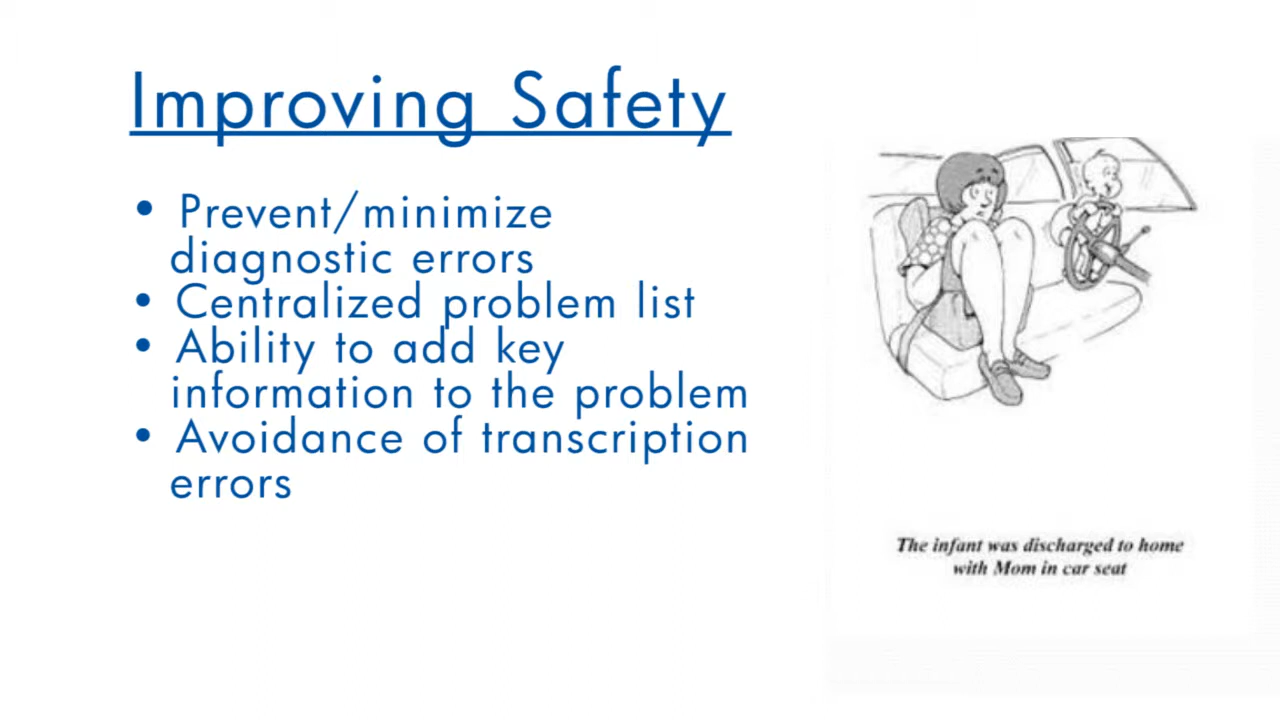 Improving Safety
• Prevent/minimize
diagnostic errors
• Centralized problem list
• Ability to add key
information to the problem
• Avoidance of transcription
errors
The infant was discharged to home
with Mom in car seat